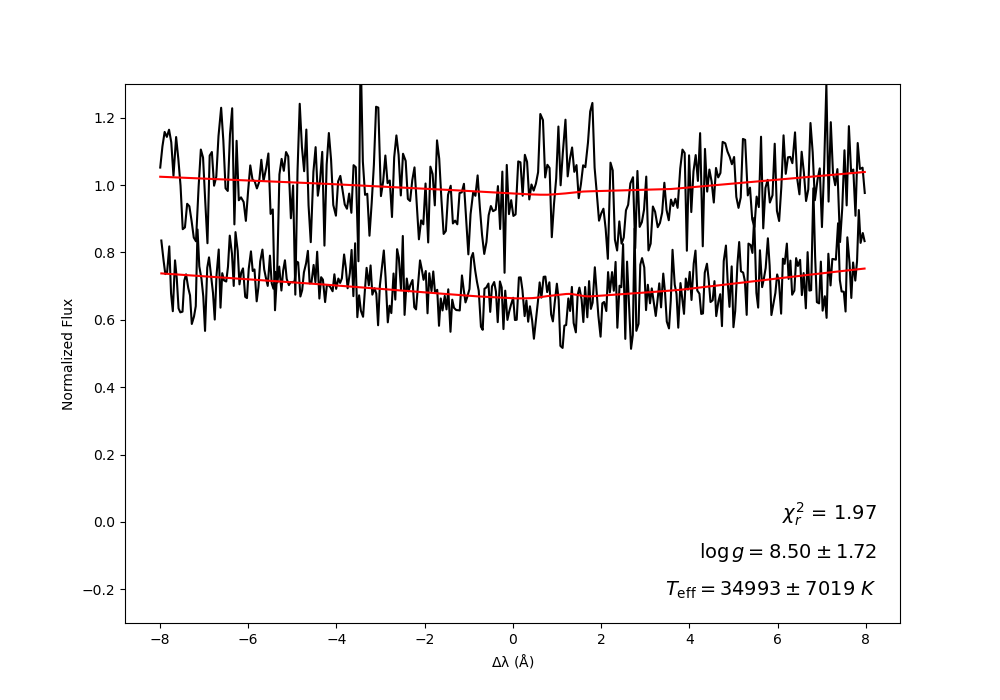 Normalized Flux
1.2
1.0
0.8
0.6
0.4
0.2
0.0
−0.2
χ²ᵣ = 1.97
log g = 8.50 ± 1.72
T_eff = 34993 ± 7019 K
−8 −6 −4 −2 0 2 4 6 8
Δλ (Å)